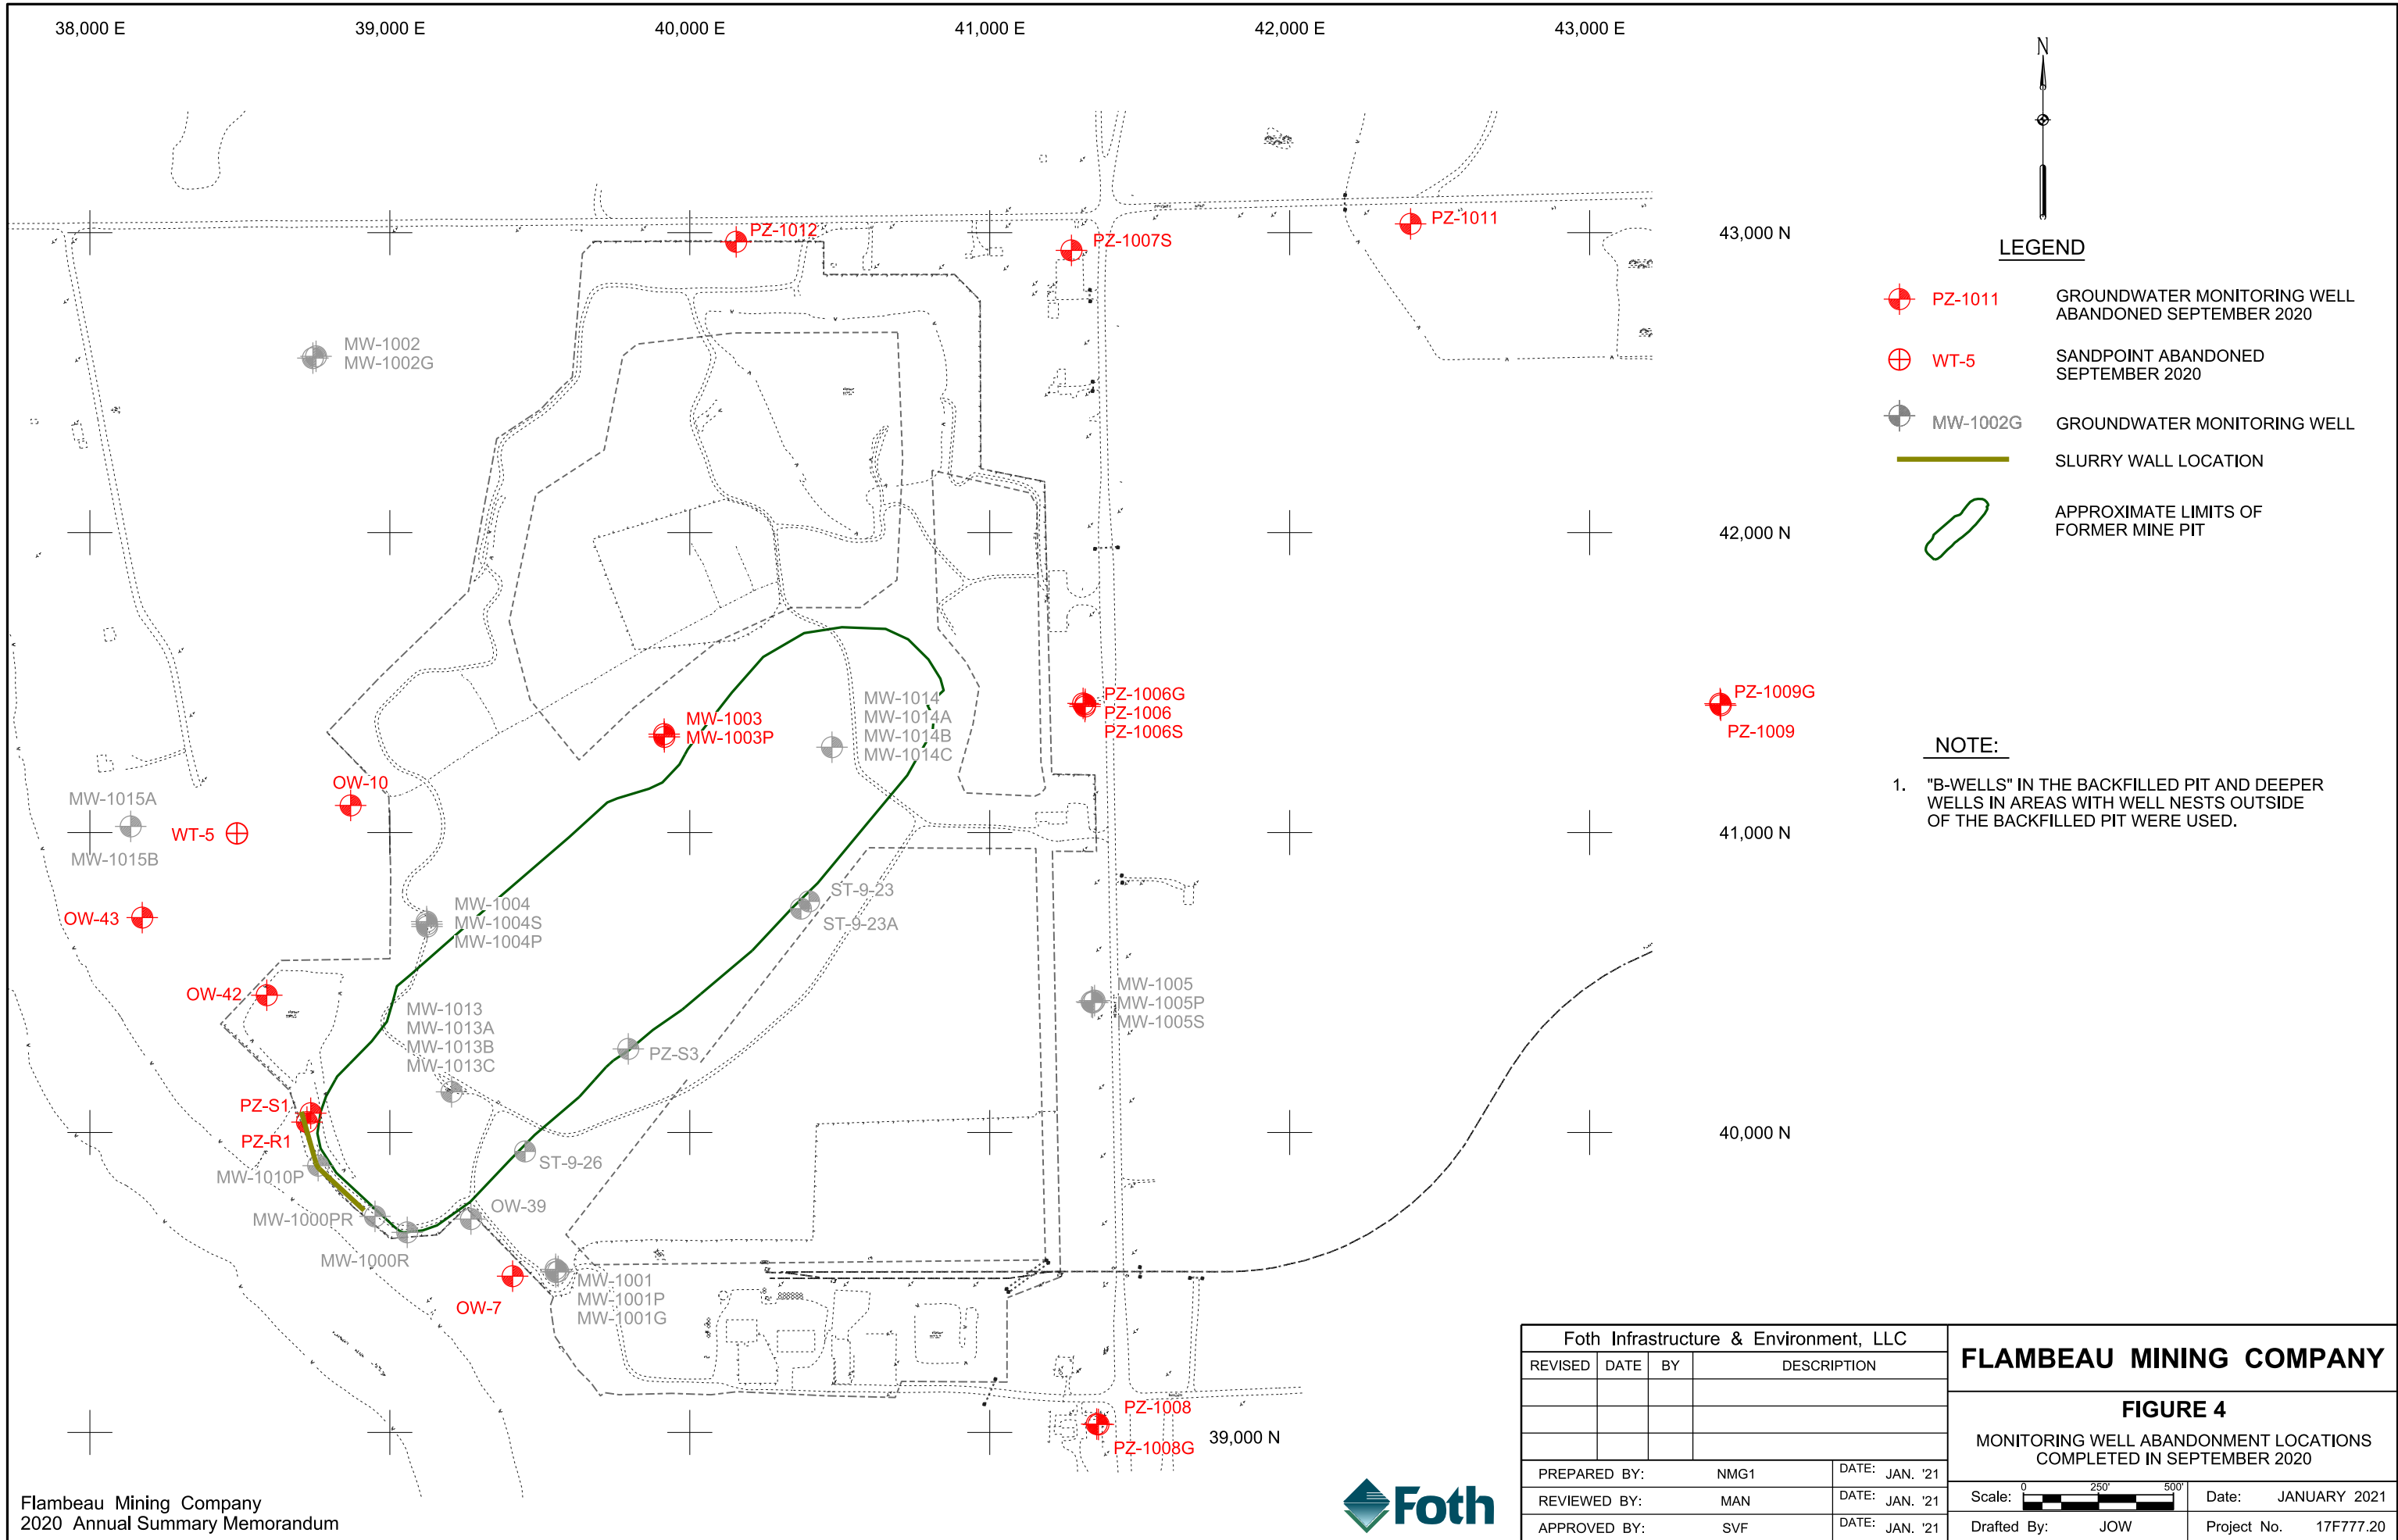 38,000 E
39,000 E
40,000 E
41,000 E
42,000 E
43,000 E
N
PZ-1012
PZ-1007S
PZ-1011
43,000 N
LEGEND
PZ-1011
GROUNDWATER MONITORING WELL
ABANDONED SEPTEMBER 2020
WT-5
SANDPOINT ABANDONED
SEPTEMBER 2020
MW-1002G
GROUNDWATER MONITORING WELL
SLURRY WALL LOCATION
APPROXIMATE LIMITS OF
FORMER MINE PIT
MW-1002
MW-1002G
42,000 N
MW-1003
MW-1003P
MW-1014
MW-1014A
MW-1014B
MW-1014C
PZ-1006G
PZ-1006
PZ-1006S
PZ-1009G
PZ-1009
NOTE:
1. "B-WELLS" IN THE BACKFILLED PIT AND DEEPER
WELLS IN AREAS WITH WELL NESTS OUTSIDE
OF THE BACKFILLED PIT WERE USED.
OW-10
MW-1015A
WT-5
MW-1015B
41,000 N
OW-43
MW-1004
MW-1004S
MW-1004P
ST-9-23
ST-9-23A
OW-42
MW-1005
MW-1005P
MW-1005S
MW-1013
MW-1013A
MW-1013B
MW-1013C
PZ-S3
PZ-S1
PZ-R1
40,000 N
MW-1010P
ST-9-26
MW-1000PR
OW-39
MW-1000R
OW-7
MW-1001
MW-1001P
MW-1001G
PZ-1008
PZ-1008G
39,000 N
Flambeau Mining Company
2020 Annual Summary Memorandum
Foth
Foth Infrastructure & Environment, LLC
REVISED DATE BY DESCRIPTION
PREPARED BY: NMG1 DATE: JAN. '21
REVIEWED BY: MAN DATE: JAN. '21
APPROVED BY: SVF DATE: JAN. '21
FLAMBEAU MINING COMPANY
FIGURE 4
MONITORING WELL ABANDONMENT LOCATIONS
COMPLETED IN SEPTEMBER 2020
Scale: 0 250' 500'
Date: JANUARY 2021
Drafted By: JOW
Project No. 17F777.20